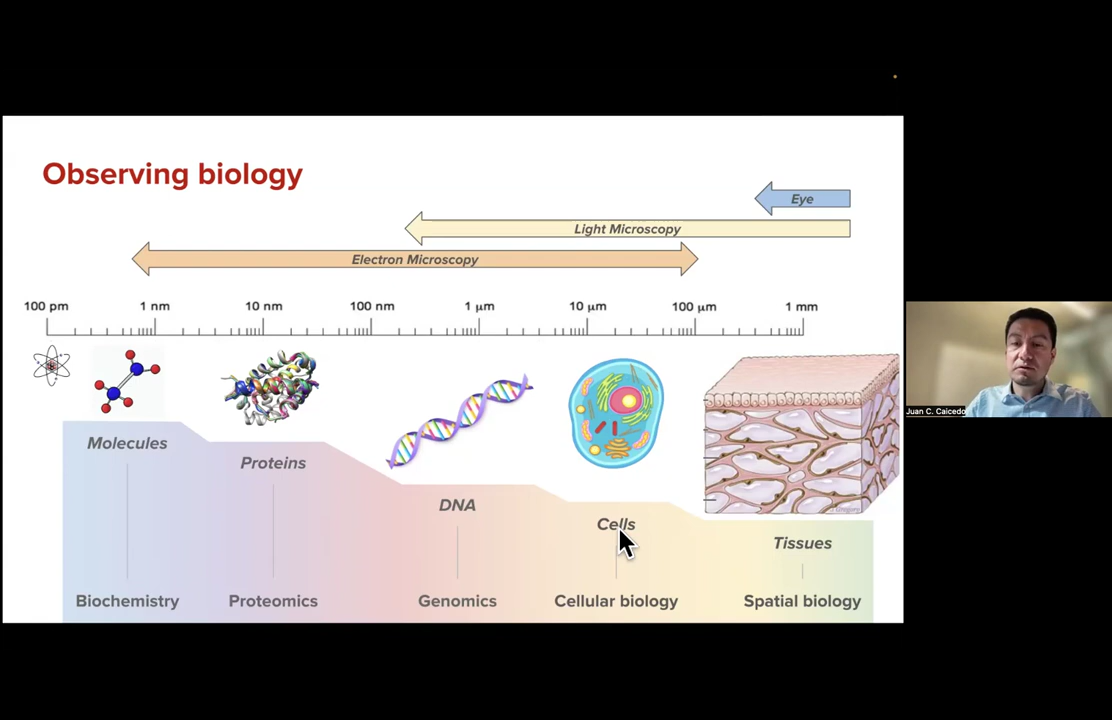 Observing biology
Eye
Light Microscopy
Electron Microscopy
100 pm 1 nm 10 nm 100 nm 1 μm 10 μm 100 μm 1 mm
Juan C. Caicedo
Molecules
Proteins
DNA
Cells
Tissues
Biochemistry Proteomics Genomics Cellular biology Spatial biology